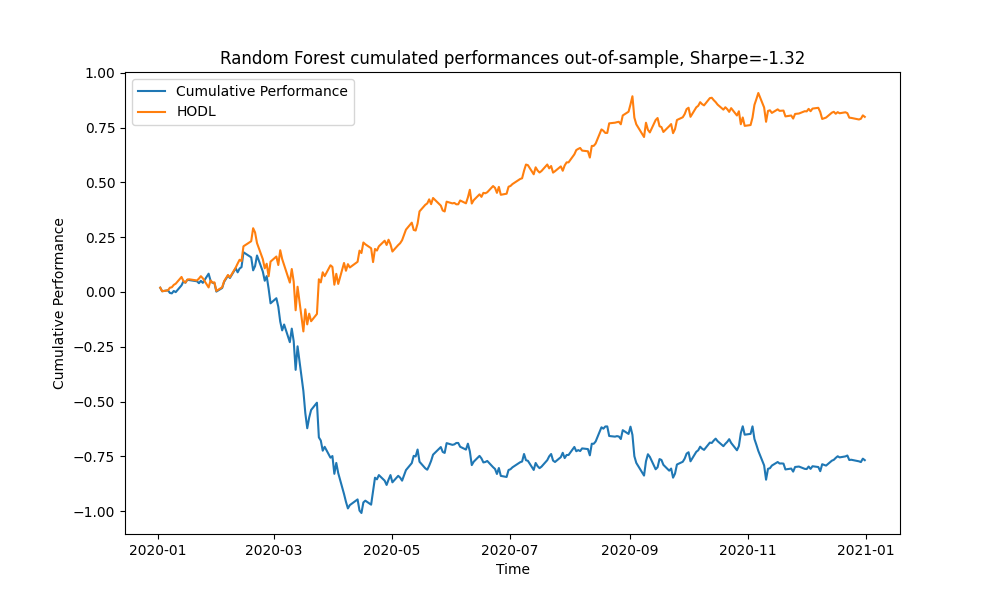 Random Forest cumulated performances out-of-sample, Sharpe=-1.32
Cumulative Performance
HODL
1.00
0.75
0.50
0.25
0.00
−0.25
−0.50
−0.75
−1.00
Cumulative Performance
2020-01 2020-03 2020-05 2020-07 2020-09 2020-11 2021-01
Time